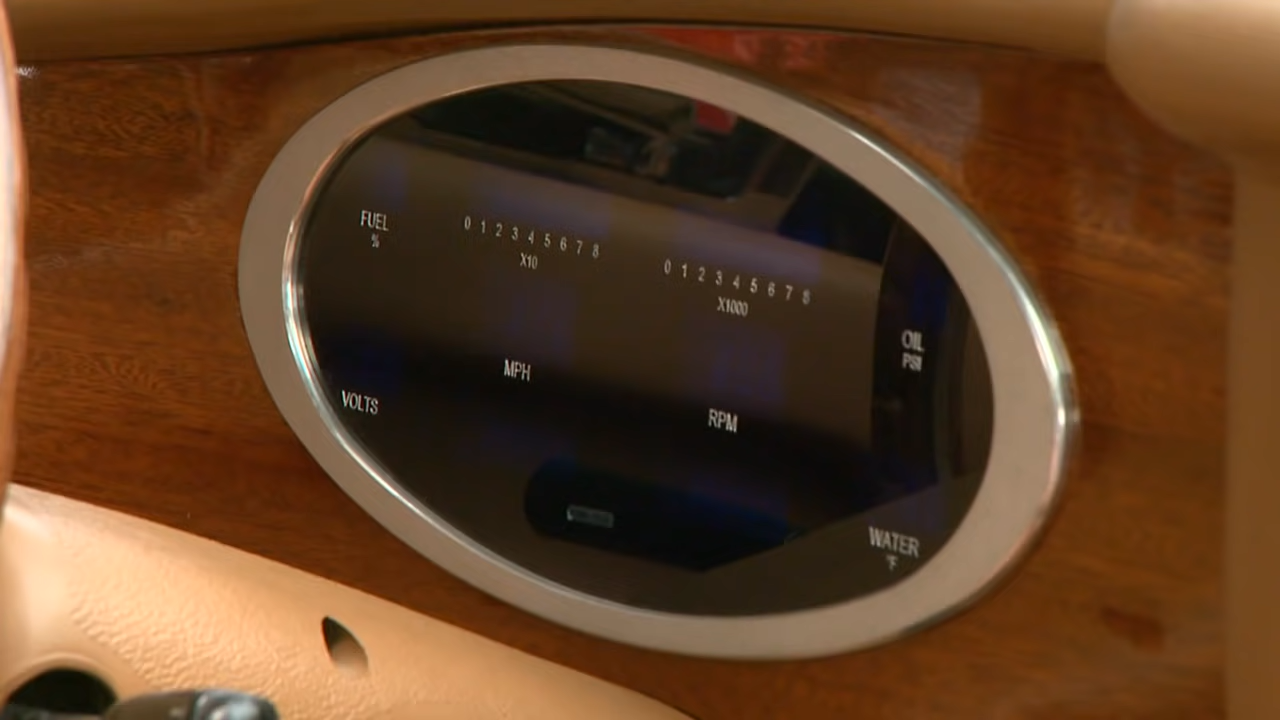 FUEL
%
0 1 2 3 4 5 6 7 8
X10
0 1 2 3 4 5 6 7 8
X1000
OIL
PSI
MPH
VOLTS
RPM
WATER
°F